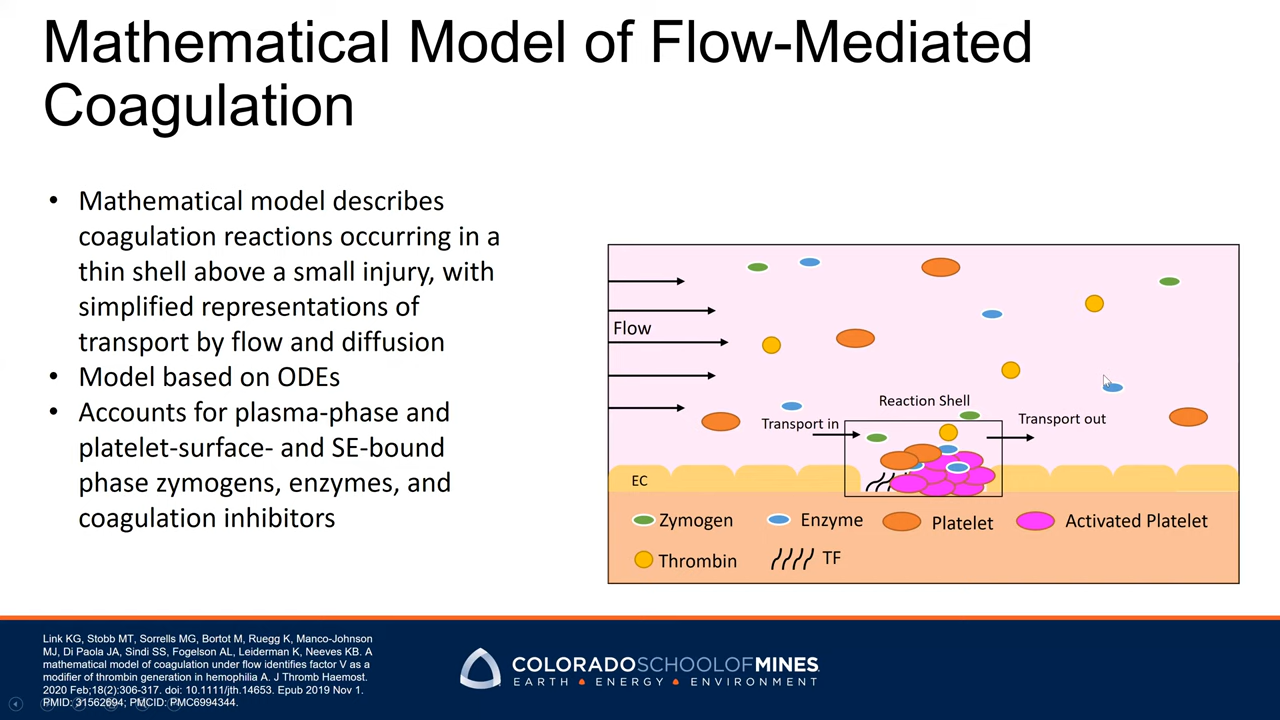 Mathematical Model of Flow-Mediated
Coagulation
• Mathematical model describes
coagulation reactions occurring in a
thin shell above a small injury, with
simplified representations of
transport by flow and diffusion
• Model based on ODEs
• Accounts for plasma-phase and
platelet-surface- and SE-bound
phase zymogens, enzymes, and
coagulation inhibitors
Flow
Reaction Shell
Transport in
Transport out
EC
Zymogen
Enzyme
Platelet
Activated Platelet
Thrombin
TF
Link KG, Stobb MT, Sorrells MG, Bortot M, Ruegg K, Manco-Johnson
MJ, Di Paola JA, Sindi SS, Fogelson AL, Leiderman K, Neeves KB. A
mathematical model of coagulation under flow identifies factor V as a
modifier of thrombin generation in hemophilia A. J Thromb Haemost.
2020 Feb;18(2):306-317. doi: 10.1111/jth.14653. Epub 2019 Nov 1.
PMID: 31562694; PMCID: PMC6994344.
COLORADOSCHOOLOFMINES
EARTH • ENERGY • ENVIRONMENT